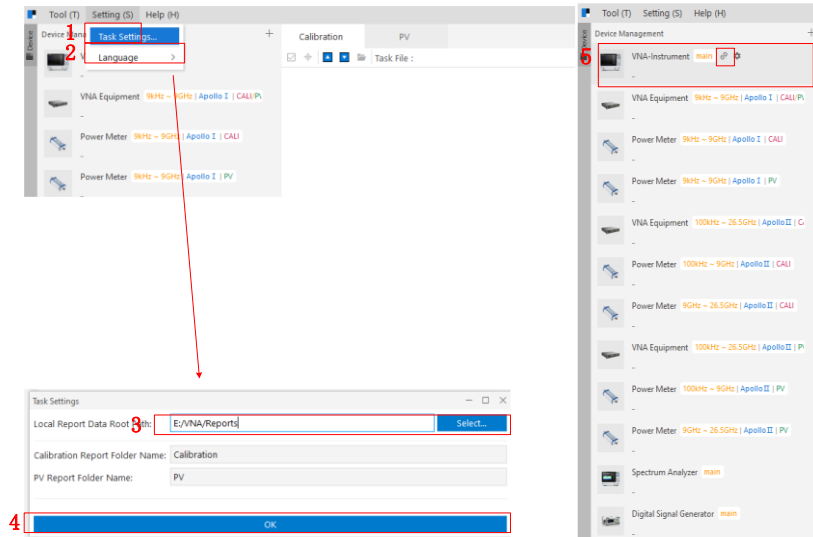 Tool (T) Setting (S) Help (H)
1
Device Mana
Task Settings...
+
2
Language >
Calibration PV
Task File :
Device
-
VNA Equipment 9kHz ~ 9GHz | Apollo I | CALI/PV
-
Power Meter 9kHz ~ 9GHz | Apollo I | CALI
-
Power Meter 9kHz ~ 9GHz | Apollo I | PV
-
Task Settings
Local Report Data Root Path:
3
E:/VNA/Reports
Select...
Calibration Report Folder Name: Calibration
PV Report Folder Name: PV
4
OK
Tool (T) Setting (S) Help (H)
Device
Device Management +
5
VNA-Instrument main
-
VNA Equipment 9kHz ~ 9GHz | Apollo I | CALI/P
-
Power Meter 9kHz ~ 9GHz | Apollo I | CALI
-
Power Meter 9kHz ~ 9GHz | Apollo I | PV
-
VNA Equipment 100kHz ~ 26.5GHz | Apollo II | C
-
Power Meter 100kHz ~ 9GHz | Apollo II | CALI
-
Power Meter 9GHz ~ 26.5GHz | Apollo II | CALI
-
VNA Equipment 100kHz ~ 26.5GHz | Apollo II | P
-
Power Meter 100kHz ~ 9GHz | Apollo II | PV
-
Power Meter 9GHz ~ 26.5GHz | Apollo II | PV
-
Spectrum Analyzer main
-
Digital Signal Generator main
-